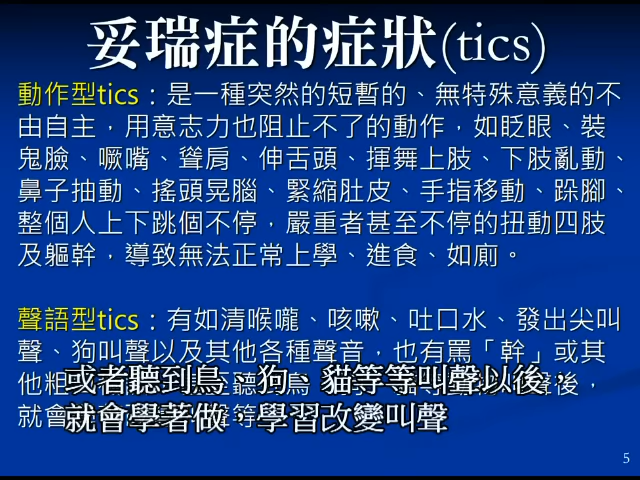 妥瑞症的症狀(tics)
動作型tics：是一種突然的短暫的、無特殊意義的不
由自主，用意志力也阻止不了的動作，如眨眼、裝
鬼臉、噘嘴、聳肩、伸舌頭、揮舞上肢、下肢亂動、
鼻子抽動、搖頭晃腦、緊縮肚皮、手指移動、跺腳、
整個人上下跳個不停，嚴重者甚至不停的扭動四肢
及軀幹，導致無法正常上學、進食、如廁。
聲語型tics：有如清喉嚨、咳嗽、吐口水、發出尖叫
聲、狗叫聲以及其他各種聲音，也有罵「幹」或其
他粗
聲後，
就會
聲等
或者聽到鳥、狗、貓等等叫聲以後，
就會學著做，學習改變叫聲
5